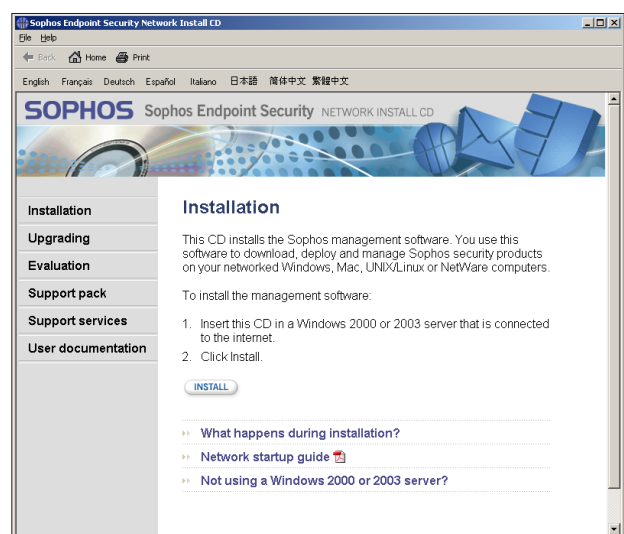 Sophos Endpoint Security Network Install CD
File Help
Back Home Print
English Français Deutsch Español Italiano 日本語 简体中文 繁體中文
SOPHOS Sophos Endpoint Security NETWORK INSTALL CD
Installation
Upgrading
Evaluation
Support pack
Support services
User documentation
Installation
This CD installs the Sophos management software. You use this
software to download, deploy and manage Sophos security products
on your networked Windows, Mac, UNIX/Linux or NetWare computers.
To install the management software:
1. Insert this CD in a Windows 2000 or 2003 server that is connected
to the internet.
2. Click Install.
INSTALL
What happens during installation?
Network startup guide
Not using a Windows 2000 or 2003 server?